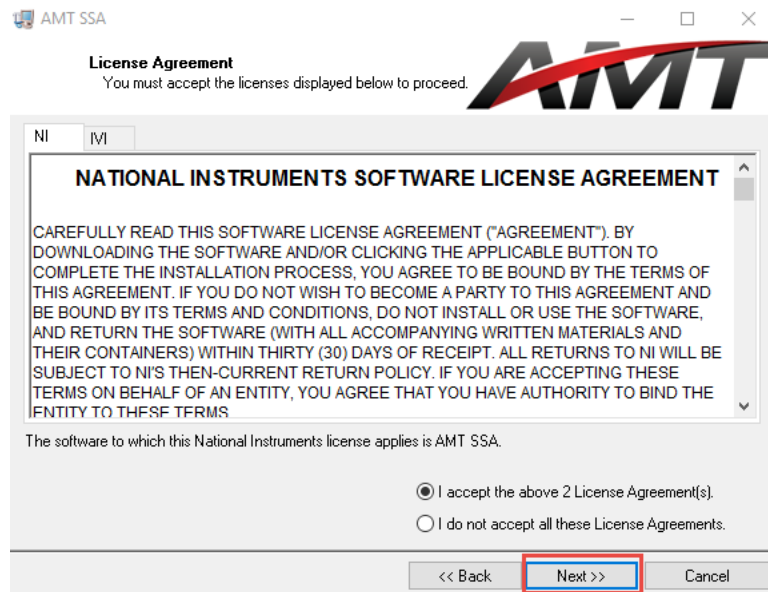 AMT SSA
License Agreement
You must accept the licenses displayed below to proceed.
AMT
NI
IVI
NATIONAL INSTRUMENTS SOFTWARE LICENSE AGREEMENT
CAREFULLY READ THIS SOFTWARE LICENSE AGREEMENT ("AGREEMENT"). BY
DOWNLOADING THE SOFTWARE AND/OR CLICKING THE APPLICABLE BUTTON TO
COMPLETE THE INSTALLATION PROCESS, YOU AGREE TO BE BOUND BY THE TERMS OF
THIS AGREEMENT. IF YOU DO NOT WISH TO BECOME A PARTY TO THIS AGREEMENT AND
BE BOUND BY ITS TERMS AND CONDITIONS, DO NOT INSTALL OR USE THE SOFTWARE,
AND RETURN THE SOFTWARE (WITH ALL ACCOMPANYING WRITTEN MATERIALS AND
THEIR CONTAINERS) WITHIN THIRTY (30) DAYS OF RECEIPT. ALL RETURNS TO NI WILL BE
SUBJECT TO NI'S THEN-CURRENT RETURN POLICY. IF YOU ARE ACCEPTING THESE
TERMS ON BEHALF OF AN ENTITY, YOU AGREE THAT YOU HAVE AUTHORITY TO BIND THE
ENTITY TO THESE TERMS
The software to which this National Instruments license applies is AMT SSA.
I accept the above 2 License Agreement(s).
I do not accept all these License Agreements.
<< Back
Next >>
Cancel